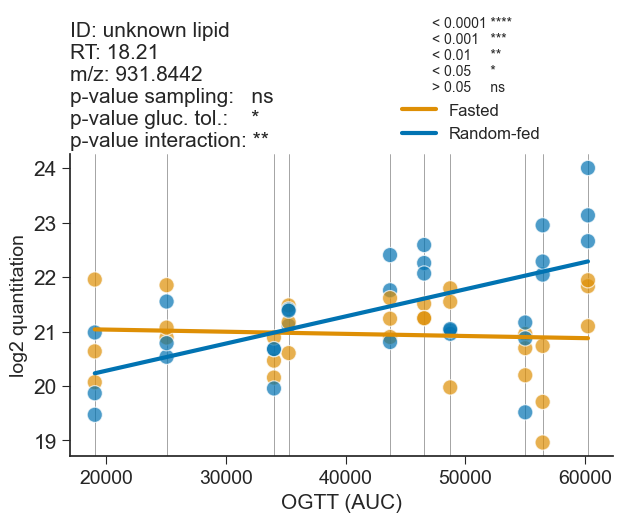 ID: unknown lipid
RT: 18.21
m/z: 931.8442
p-value sampling: ns
p-value gluc. tol.: *
p-value interaction: **
< 0.0001 ****
< 0.001 ***
< 0.01 **
< 0.05 *
> 0.05 ns
Fasted
Random-fed
log2 quantitation
24
23
22
21
20
19
20000 30000 40000 50000 60000
OGTT (AUC)